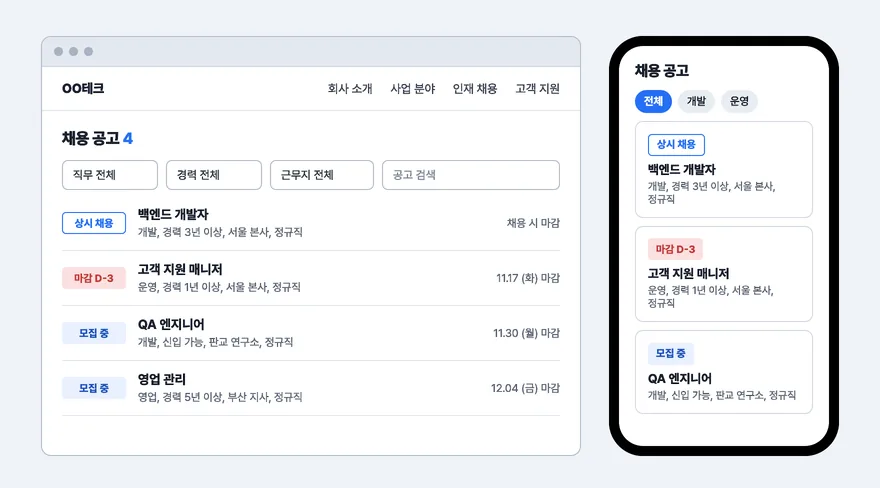 OO테크
회사 소개 사업 분야 인재 채용 고객 지원
채용 공고 4
직무 전체 경력 전체 근무지 전체 공고 검색
상시 채용
백엔드 개발자
개발, 경력 3년 이상, 서울 본사, 정규직
채용 시 마감
마감 D-3
고객 지원 매니저
운영, 경력 1년 이상, 서울 본사, 정규직
11.17 (화) 마감
모집 중
QA 엔지니어
개발, 신입 가능, 판교 연구소, 정규직
11.30 (월) 마감
모집 중
영업 관리
영업, 경력 5년 이상, 부산 지사, 정규직
12.04 (금) 마감
채용 공고
전체 개발 운영
상시 채용
백엔드 개발자
개발, 경력 3년 이상, 서울 본사,
정규직
마감 D-3
고객 지원 매니저
운영, 경력 1년 이상, 서울 본사,
정규직
모집 중
QA 엔지니어
개발, 신입 가능, 판교 연구소, 정규직